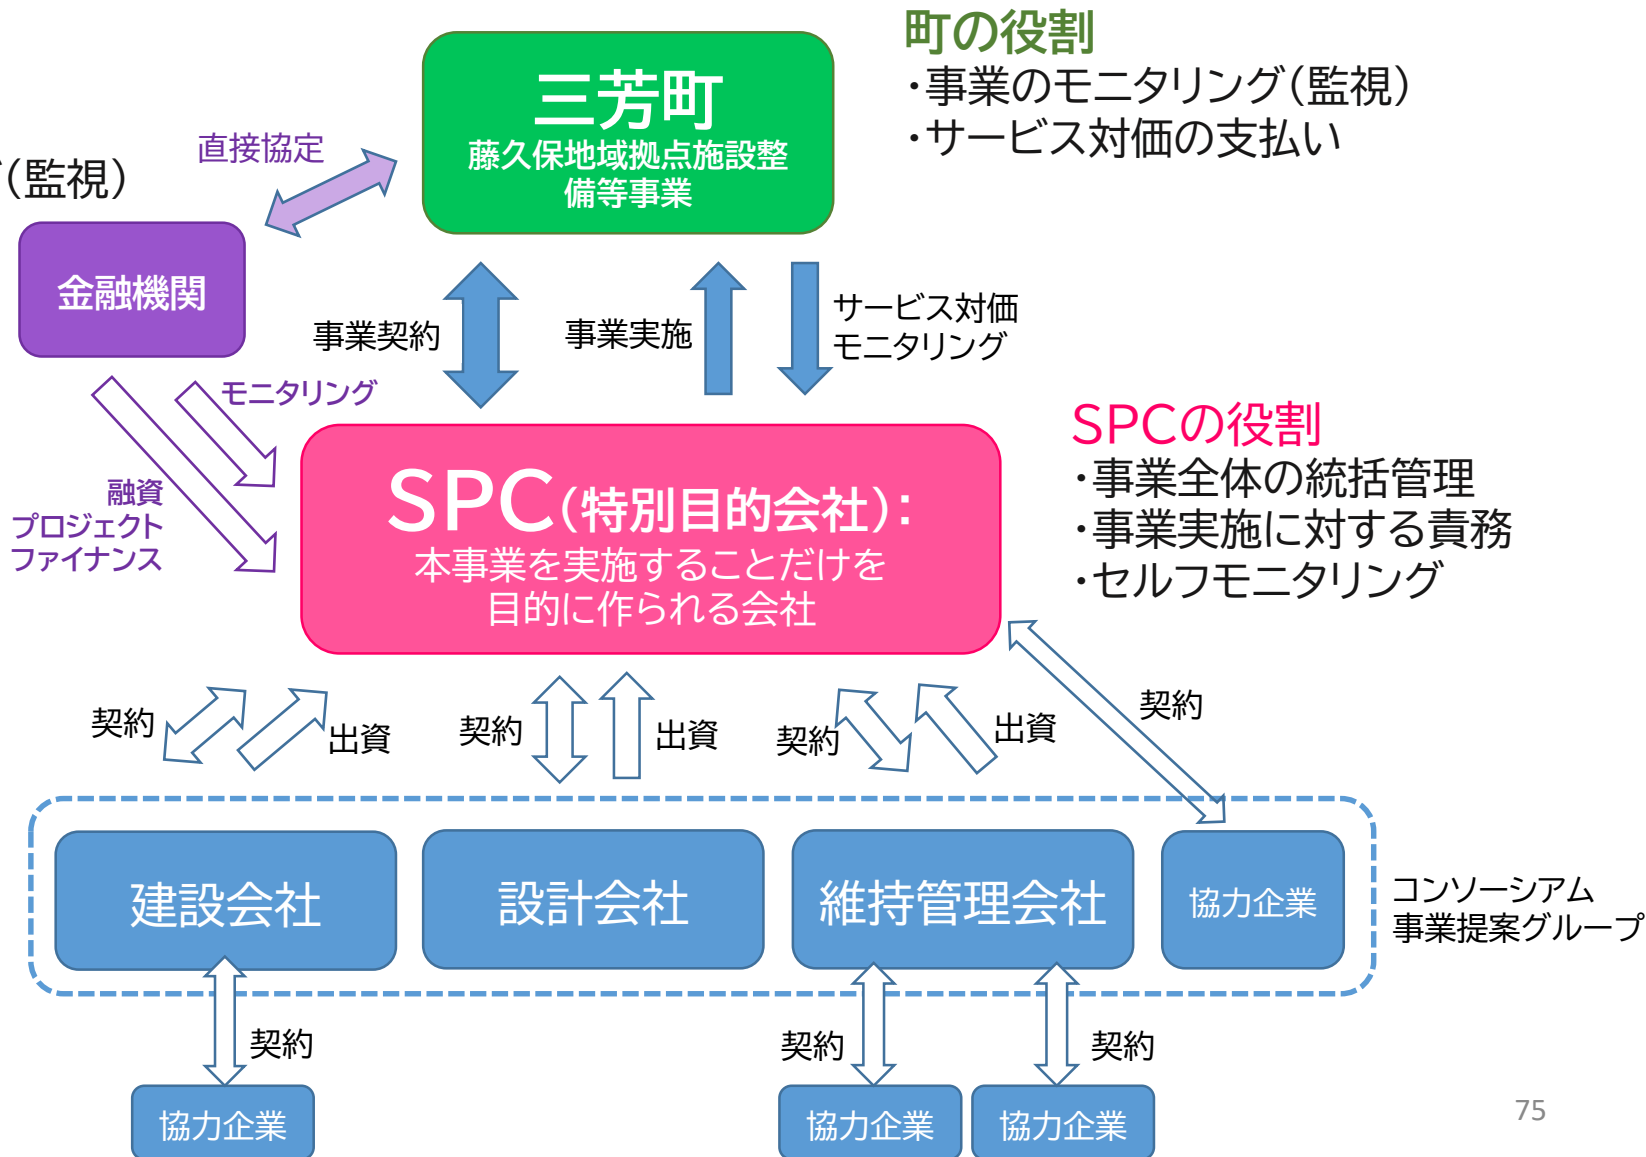 町の役割
・事業のモニタリング(監視)
・サービス対価の支払い
三芳町
藤久保地域拠点施設整
備等事業
直接協定
(監視)
金融機関
事業契約
事業実施
サービス対価
モニタリング
モニタリング
融資
プロジェクト
ファイナンス
SPCの役割
・事業全体の統括管理
・事業実施に対する責務
・セルフモニタリング
SPC(特別目的会社):
本事業を実施することだけを
目的に作られる会社
契約
出資
契約
出資
契約
出資
契約
建設会社
設計会社
維持管理会社
協力企業
コンソーシアム
事業提案グループ
契約
契約
契約
協力企業
協力企業
協力企業
75